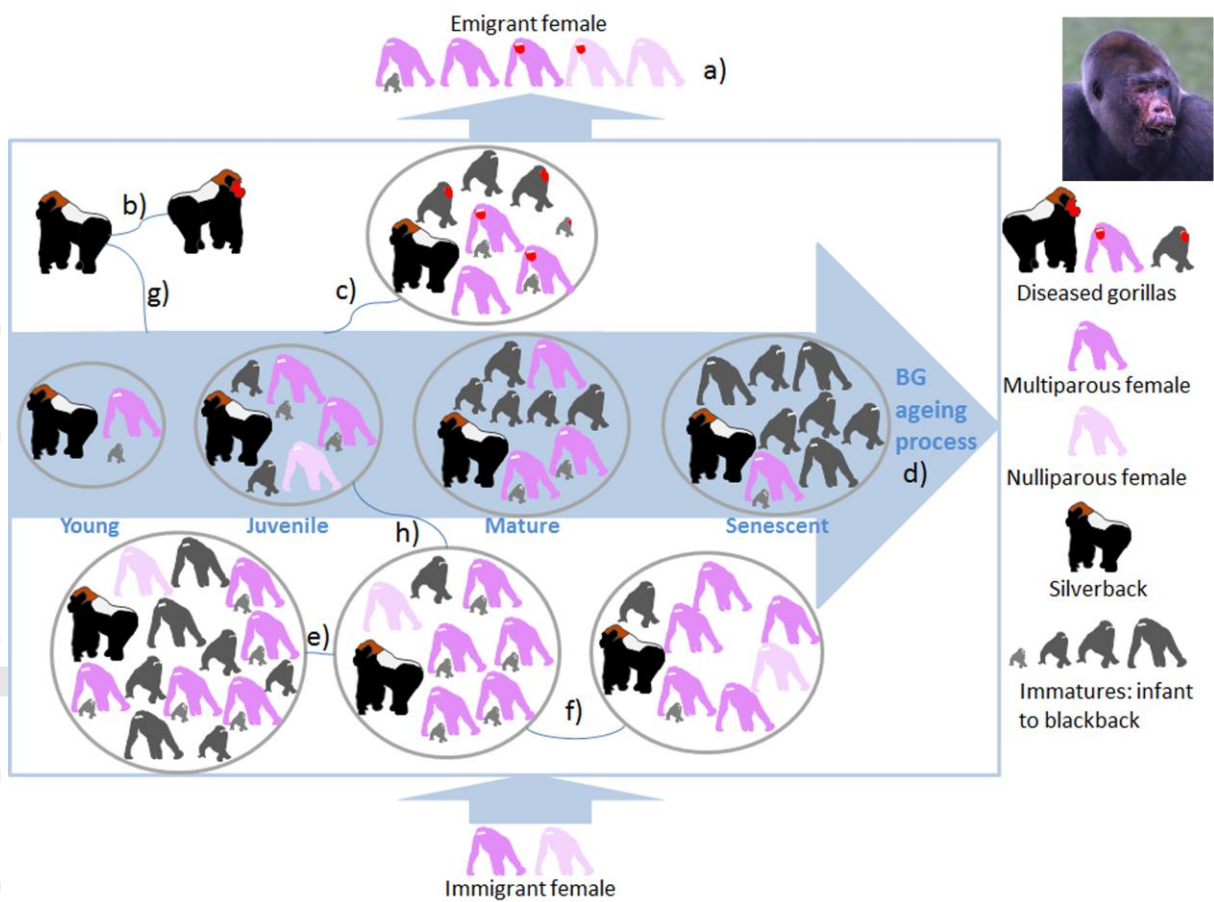 Emigrant female
a)
b)
g)
c)
Diseased gorillas
Multiparous female
Nulliparous female
Silverback
Immatures: infant
to blackback
BG
ageing
process
d)
Young
Juvenile
Mature
Senescent
h)
e)
f)
Immigrant female